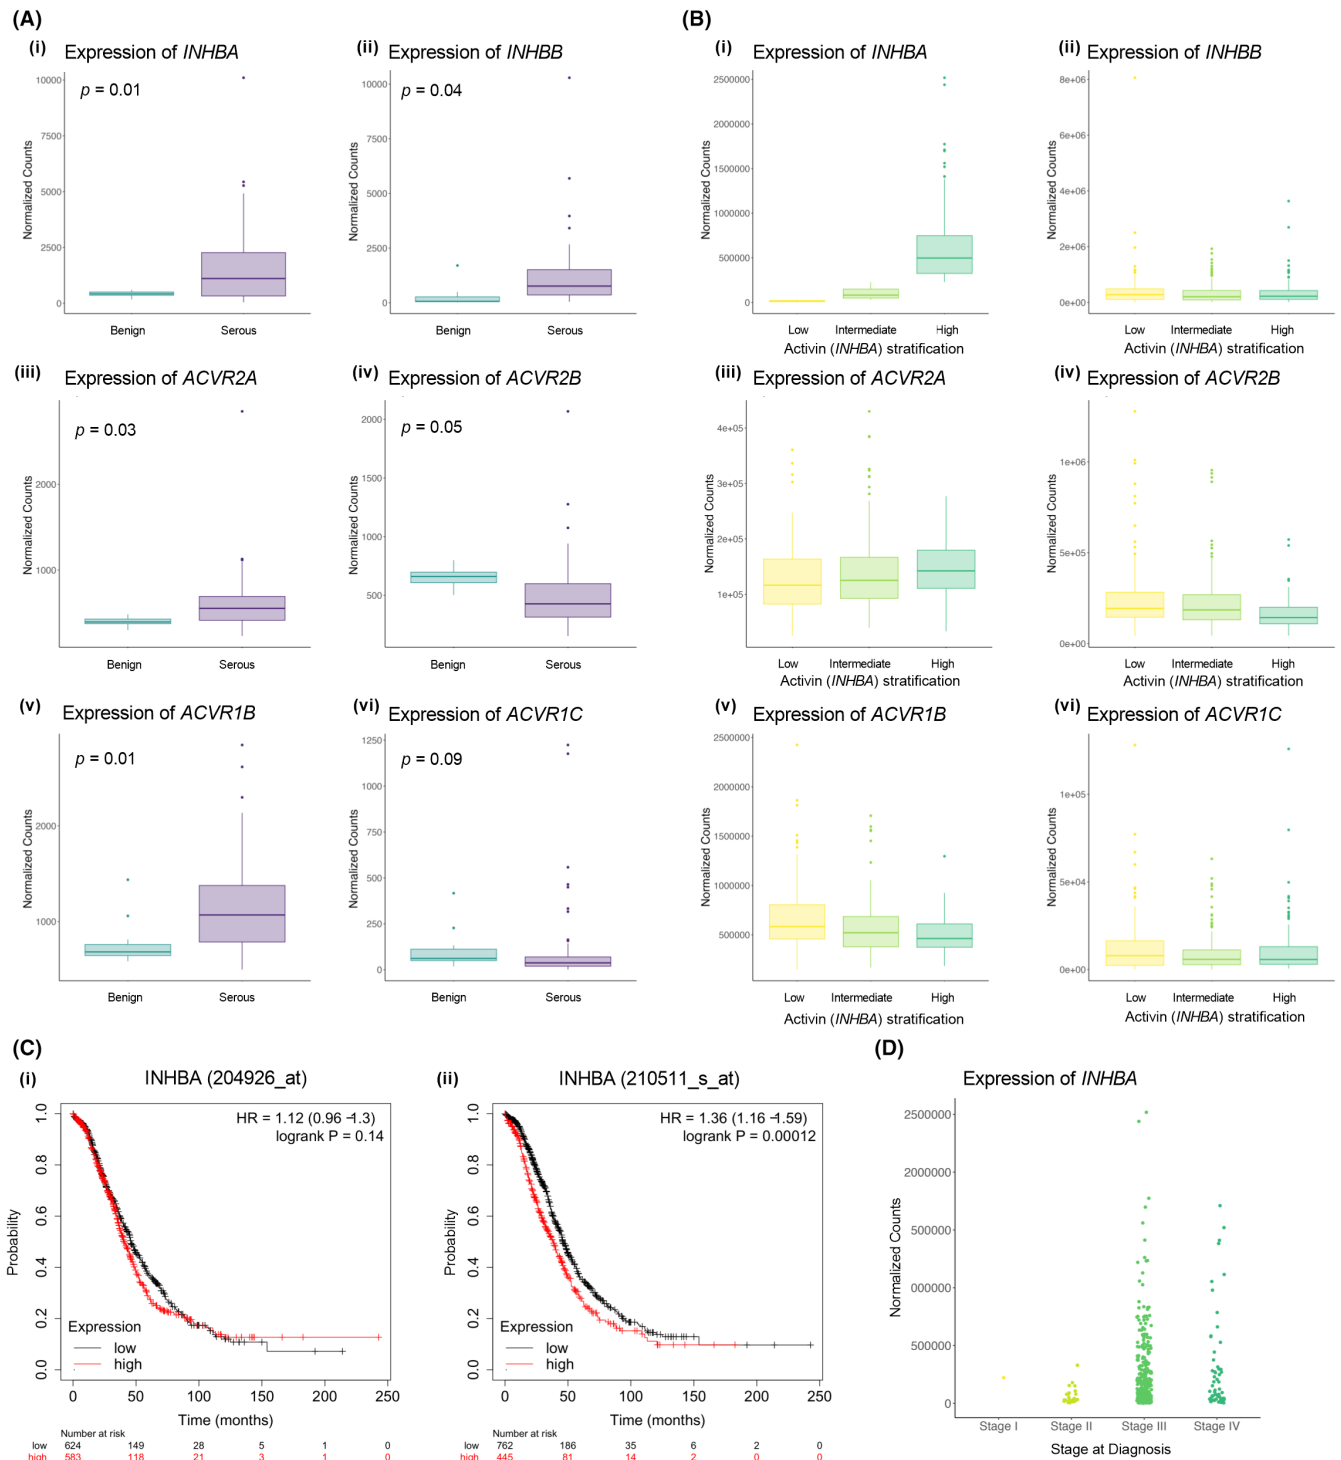 (A)
(i) Expression of INHBA
Normalized Counts
10000
7500
5000
2500
0
p = 0.01
Benign Serous
(ii) Expression of INHBB
Normalized Counts
10000
7500
5000
2500
0
p = 0.04
Benign Serous
(iii) Expression of ACVR2A
Normalized Counts
2000
1000
p = 0.03
Benign Serous
(iv) Expression of ACVR2B
Normalized Counts
2000
1500
1000
500
p = 0.05
Benign Serous
(v) Expression of ACVR1B
Normalized Counts
2000
1000
p = 0.01
Benign Serous
(vi) Expression of ACVR1C
Normalized Counts
1250
1000
750
500
250
0
p = 0.09
Benign Serous
(B)
(i) Expression of INHBA
Normalized Counts
2500000
2000000
1500000
1000000
500000
0
Low Intermediate High
Activin (INHBA) stratification
(ii) Expression of INHBB
Normalized Counts
8e+06
6e+06
4e+06
2e+06
0e+00
Low Intermediate High
Activin (INHBA) stratification
(iii) Expression of ACVR2A
Normalized Counts
4e+05
3e+05
2e+05
1e+05
Low Intermediate High
Activin (INHBA) stratification
(iv) Expression of ACVR2B
Normalized Counts
1e+06
5e+05
0e+00
Low Intermediate High
Activin (INHBA) stratification
(v) Expression of ACVR1B
Normalized Counts
2500000
2000000
1500000
1000000
500000
Low Intermediate High
Activin (INHBA) stratification
(vi) Expression of ACVR1C
Normalized Counts
1e+05
5e+04
0e+00
Low Intermediate High
Activin (INHBA) stratification
(C)
(i) INHBA (204926_at)
HR = 1.12 (0.96 -1.3)
logrank P = 0.14
Probability
1.0
0.8
0.6
0.4
0.2
0.0
Expression
low
high
0 50 100 150 200 250
Time (months)
Number at risk
low 624 149 28 5 1 0
high 583 118 21 3 1 0
(ii) INHBA (210511_s_at)
HR = 1.36 (1.16 -1.59)
logrank P = 0.00012
Probability
1.0
0.8
0.6
0.4
0.2
0.0
Expression
low
high
0 50 100 150 200 250
Time (months)
Number at risk
low 762 186 35 6 2 0
high 445 81 14 2 0 0
(D)
Expression of INHBA
Normalized Counts
2500000
2000000
500000
000000
500000
0
Stage I Stage II Stage III Stage IV
Stage at Diagnosis